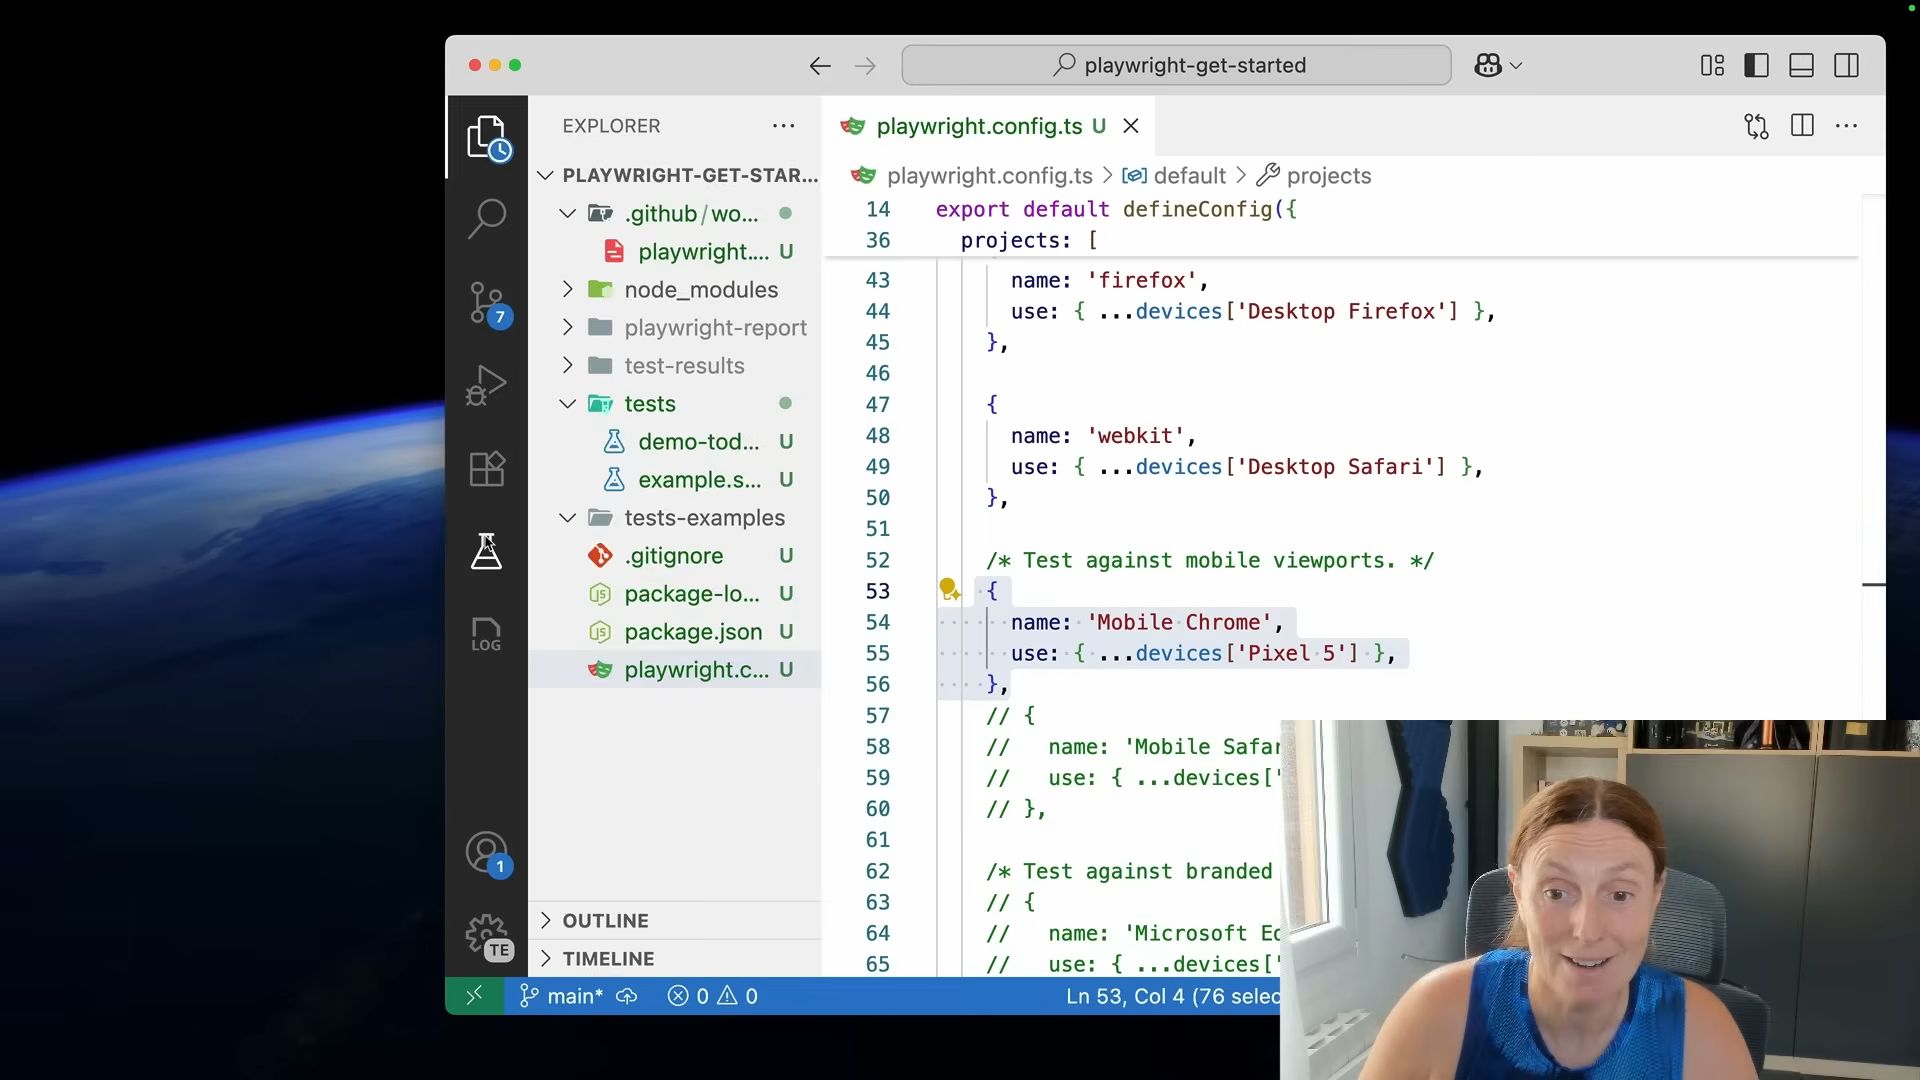 playwright-get-started
EXPLORER
PLAYWRIGHT-GET-STAR...
.github/wo...
playwright.... U
node_modules
playwright-report
test-results
tests
demo-tod... U
example.s... U
tests-examples
.gitignore U
package-lo... U
package.json U
playwright.c... U
OUTLINE
TIMELINE
7
LOG
1
TE
playwright.config.ts U
playwright.config.ts > default > projects
14 export default defineConfig({
36 projects: [
43 name: 'firefox',
44 use: { ...devices['Desktop Firefox'] },
45 },
46
47 {
48 name: 'webkit',
49 use: { ...devices['Desktop Safari'] },
50 },
51
52 /* Test against mobile viewports. */
53 {
54 name: 'Mobile Chrome',
55 use: { ...devices['Pixel 5'] },
56 },
57 // {
58 // name: 'Mobile Safar
59 // use: { ...devices['
60 // },
61
62 /* Test against branded
63 // {
64 // name: 'Microsoft Ed
65 // use: { ...devices['
main* 0 0 Ln 53, Col 4 (76 selec